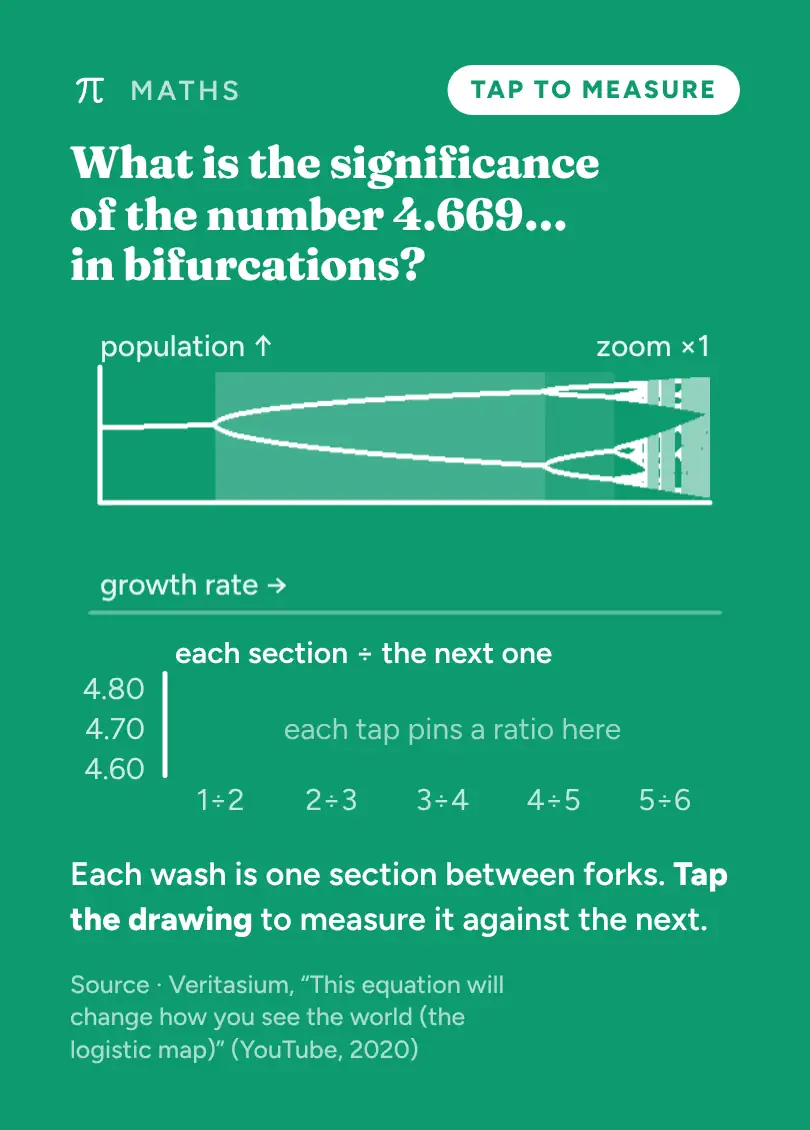 π MATHS
TAP TO MEASURE
What is the significance
of the number 4.669...
in bifurcations?
population ↑
zoom ×1
growth rate →
each section ÷ the next one
4.80
4.70
4.60
each tap pins a ratio here
1÷2 2÷3 3÷4 4÷5 5÷6
Each wash is one section between forks. Tap
the drawing to measure it against the next.
Source · Veritasium, “This equation will
change how you see the world (the
logistic map)” (YouTube, 2020)